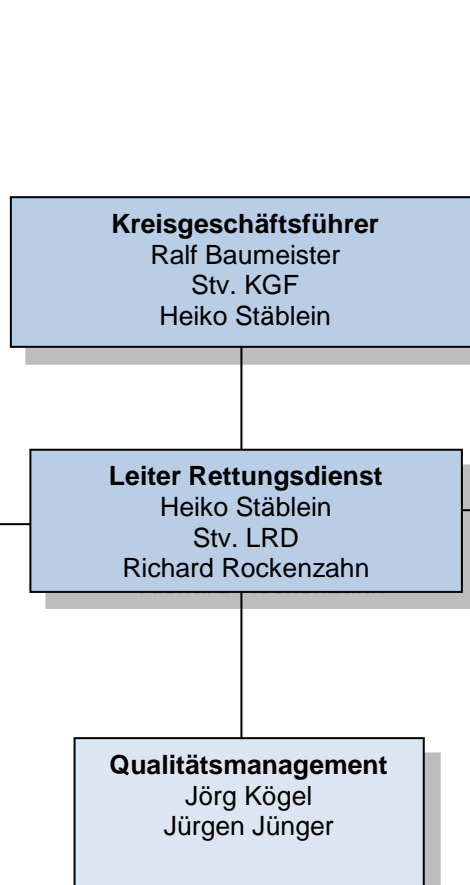 Kreisgeschäftsführer
Ralf Baumeister
Stv. KGF
Heiko Stäblein
Leiter Rettungsdienst
Heiko Stäblein
Stv. LRD
Richard Rockenzahn
Qualitätsmanagement
Jörg Kögel
Jürgen Jünger